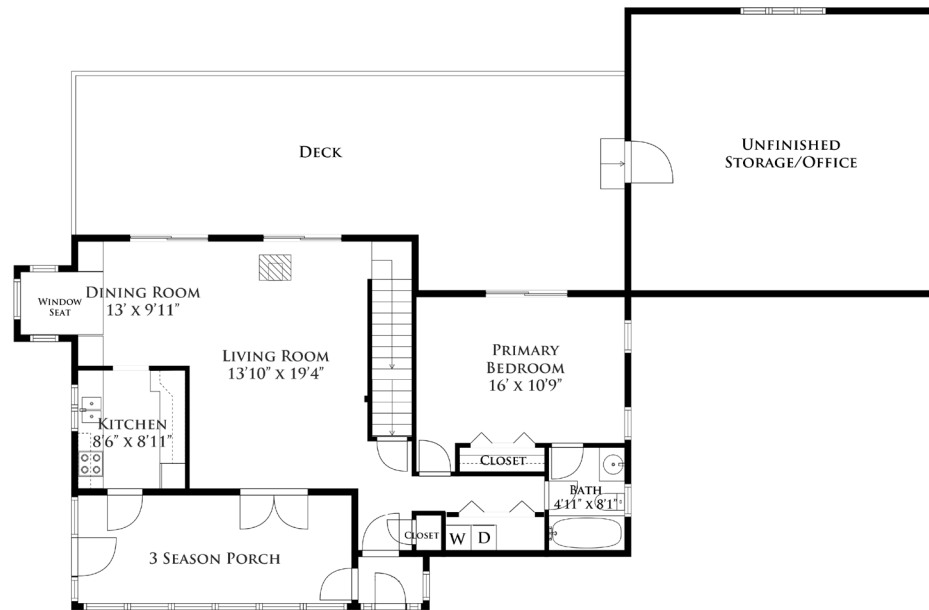 Deck
Unfinished
Storage/Office
Window
Seat
Dining Room
13' x 9'11"
Living Room
13'10" x 19'4"
Primary
Bedroom
16' x 10'9"
Kitchen
8'6" x 8'11"
Closet
Bath
4'11" x 8'1"
Closet
W D
3 Season Porch